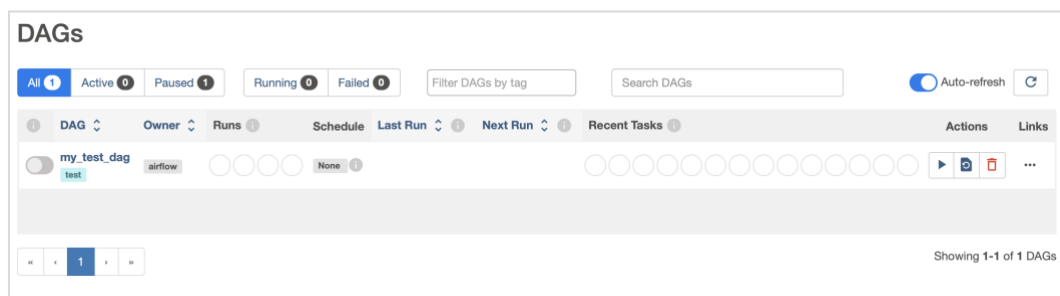 DAGs
All 1 Active 0 Paused 1 Running 0 Failed 0 Filter DAGs by tag Search DAGs Auto-refresh
DAG Owner Runs Schedule Last Run Next Run Recent Tasks Actions Links
my_test_dag airflow None ...
test
« ‹ 1 › » Showing 1-1 of 1 DAGs